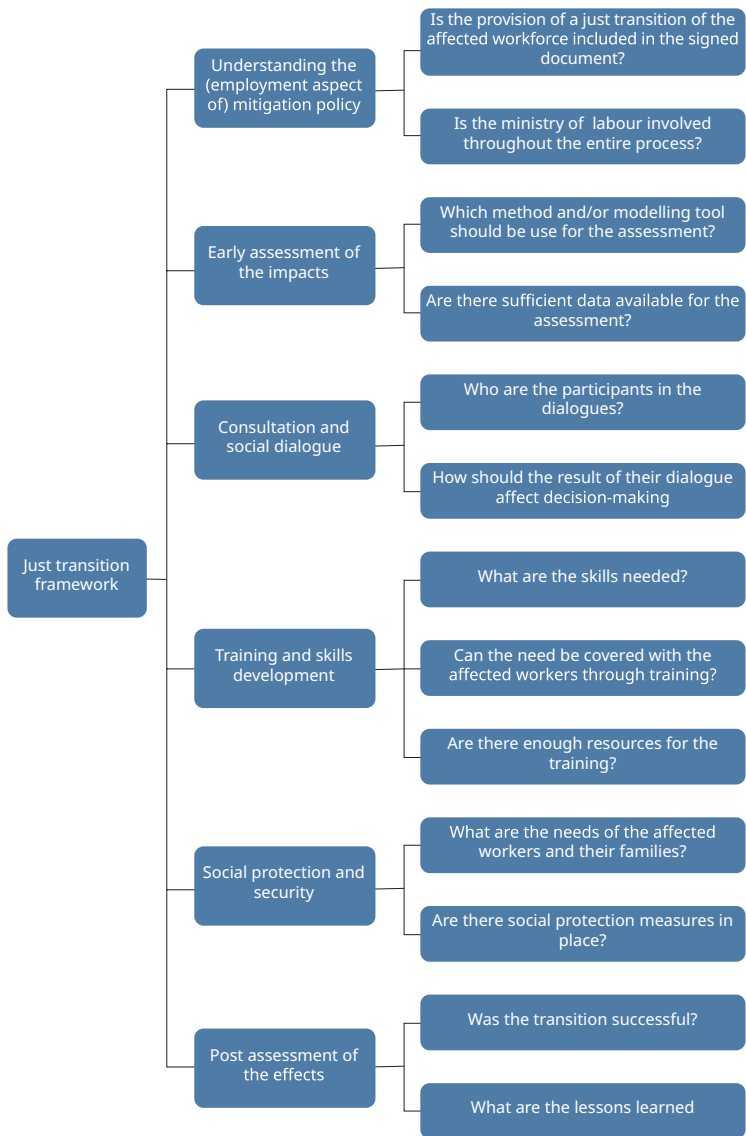 Just transition
framework
Understanding the
(employment aspect
of) mitigation policy
Is the provision of a just transition of the
affected workforce included in the signed
document?
Is the ministry of  labour involved
throughout the entire process?
Early assessment of
the impacts
Which method and/or modelling tool
should be use for the assessment?
Are there sufficient data available for the
assessment?
Consultation and
social dialogue
Who are the participants in the
dialogues?
How should the result of their dialogue
affect decision-making
Training and skills
development
What are the skills needed?
Can the need be covered with the
affected workers through training?
Are there enough resources for the
training?
Social protection and
security
What are the needs of the affected
workers and their families?
Are there social protection measures in
place?
Post assessment of
the effects
Was the transition successful?
What are the lessons learned